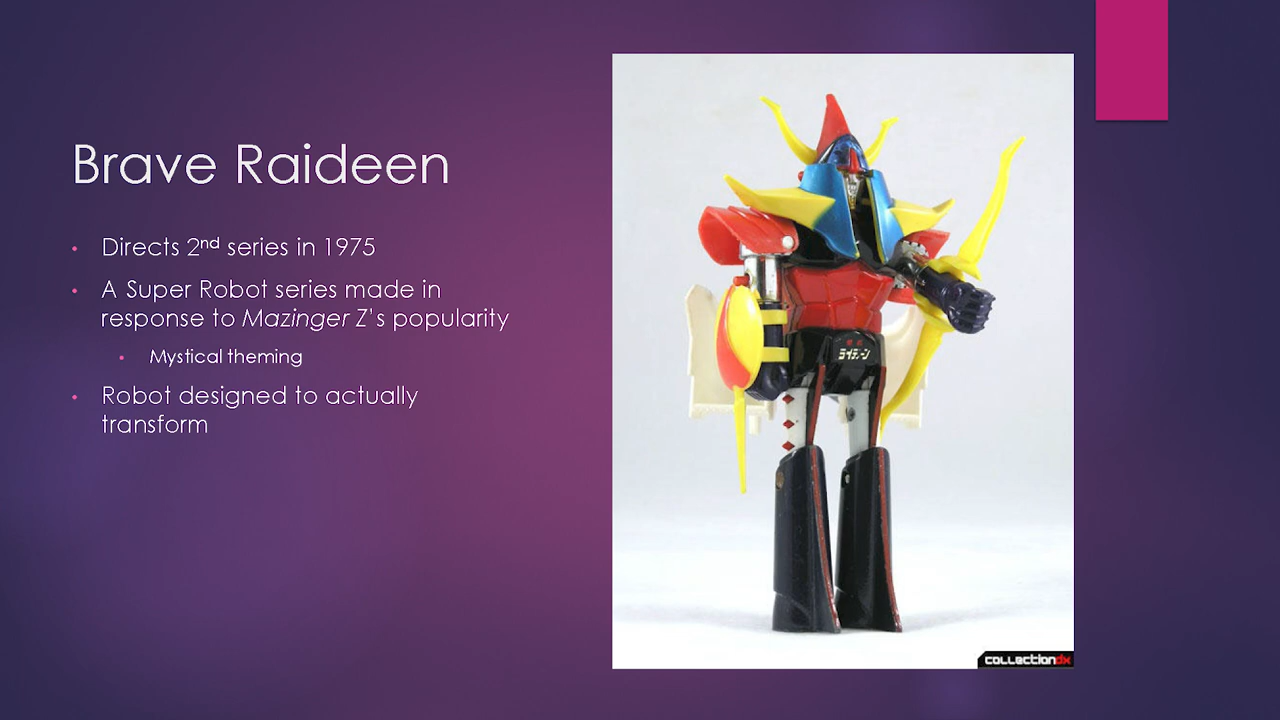 Brave Raideen
• Directs 2nd series in 1975
• A Super Robot series made in
response to Mazinger Z's popularity
• Mystical theming
• Robot designed to actually
transform
ライディーン
collectiondx